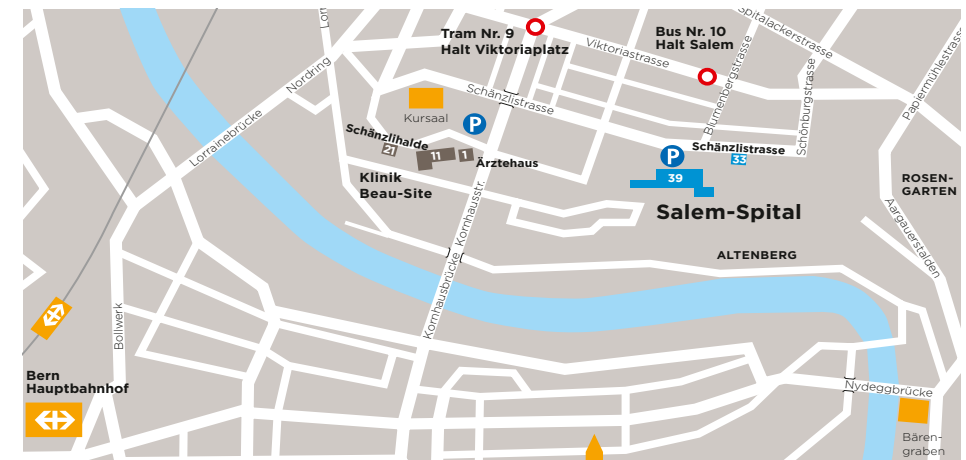 Lor
Spitalackerstrasse
Tram Nr. 9
Halt Viktoriaplatz
Bus Nr. 10
Halt Salem
Viktoriastrasse
Nordring
Blumenbergstrasse
Papiermühlestrasse
Schänzlistrasse
Kursaal
P
Schönburgstrasse
Lorrainebrücke
Schänzlihalde
21
11
1
Ärztehaus
P
Schänzlistrasse
33
Klinik
Beau-Site
39
ROSEN-
GARTEN
Salem-Spital
Kornhausstr.
Aargauerstalden
ALTENBERG
Kornhausbrücke
Bollwerk
Bern
Hauptbahnhof
Nydeggbrücke
Bären-
graben